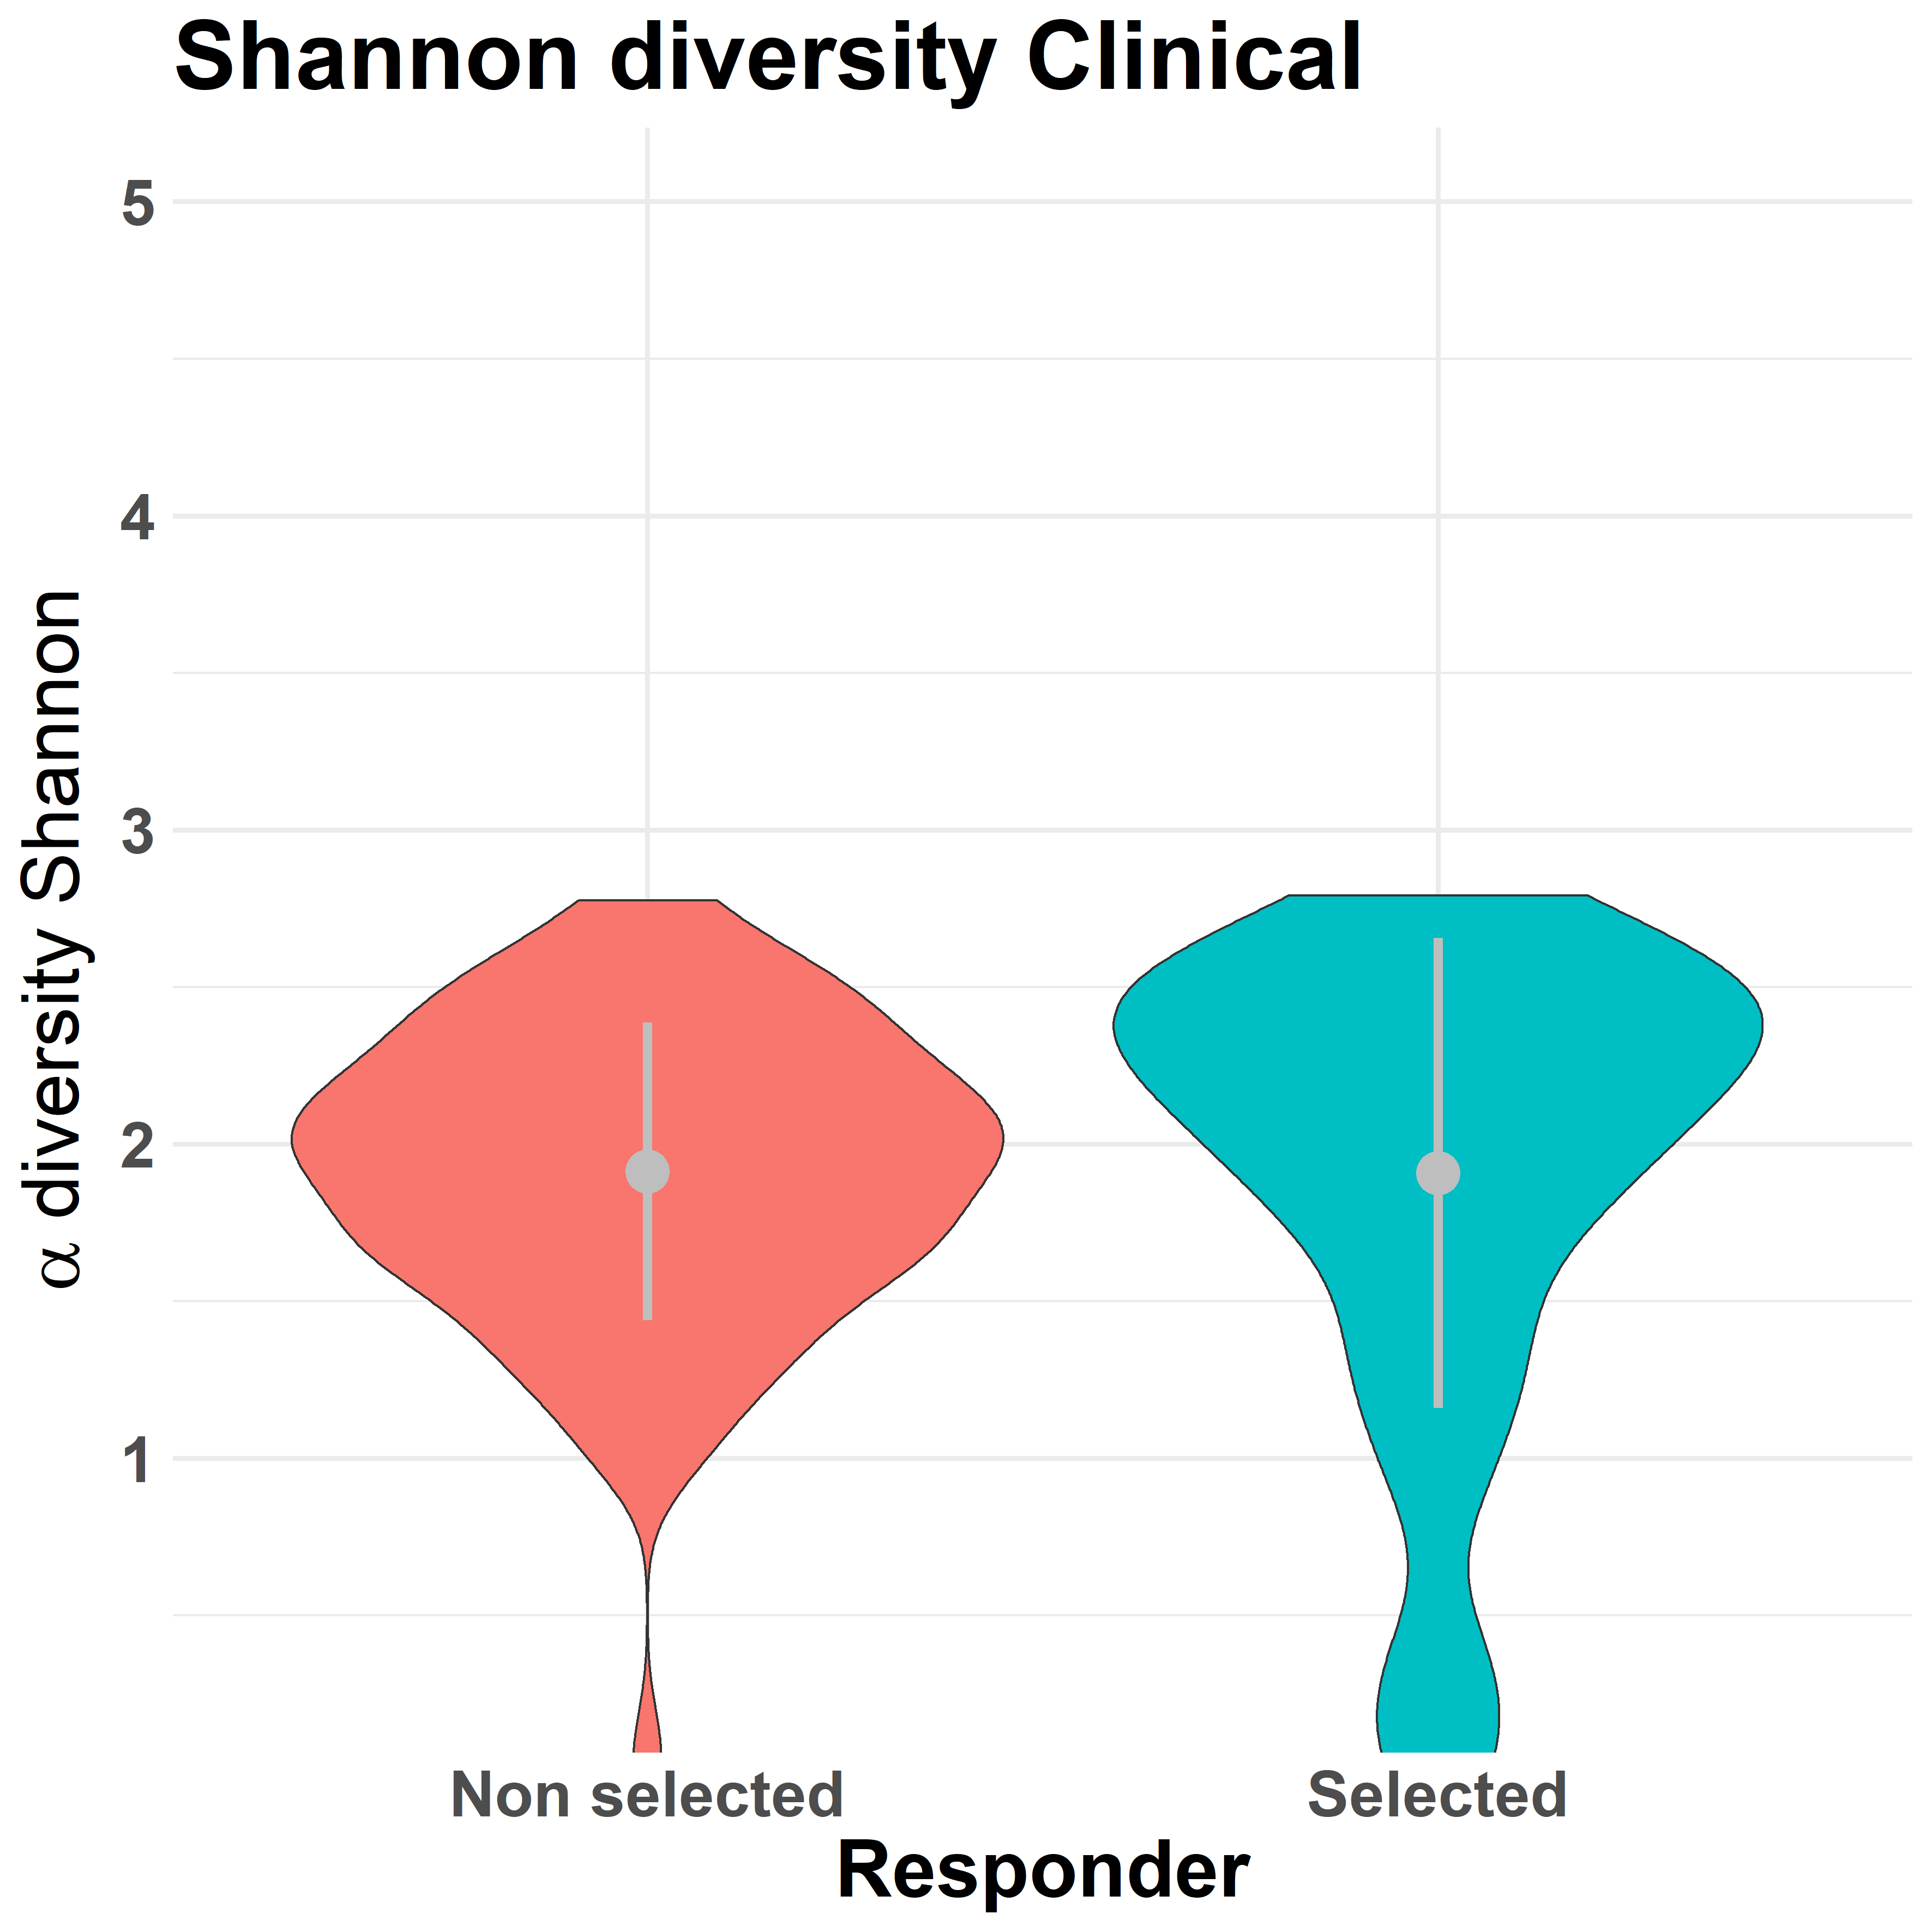 Shannon diversity Clinical
α diversity Shannon
5
4
3
2
1
Non selected
Selected
Responder